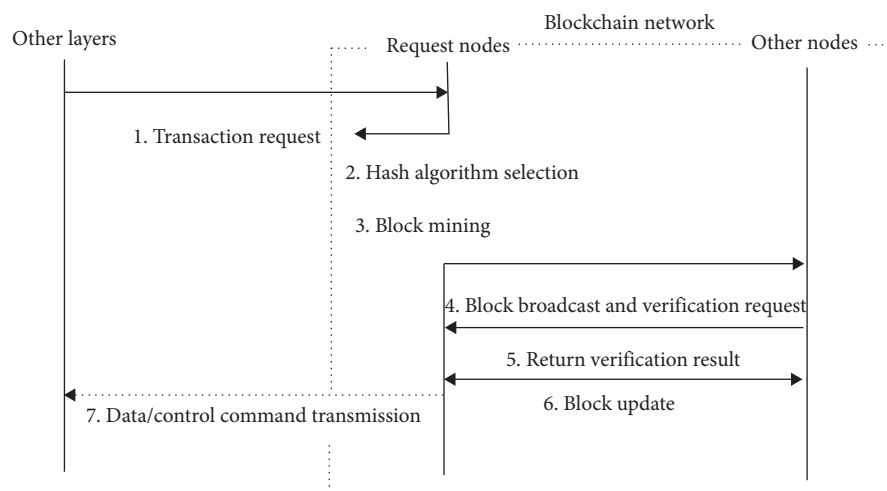 Blockchain network
Other layers
Request nodes
Other nodes
1. Transaction request
2. Hash algorithm selection
3. Block mining
4. Block broadcast and verification request
5. Return verification result
6. Block update
7. Data/control command transmission